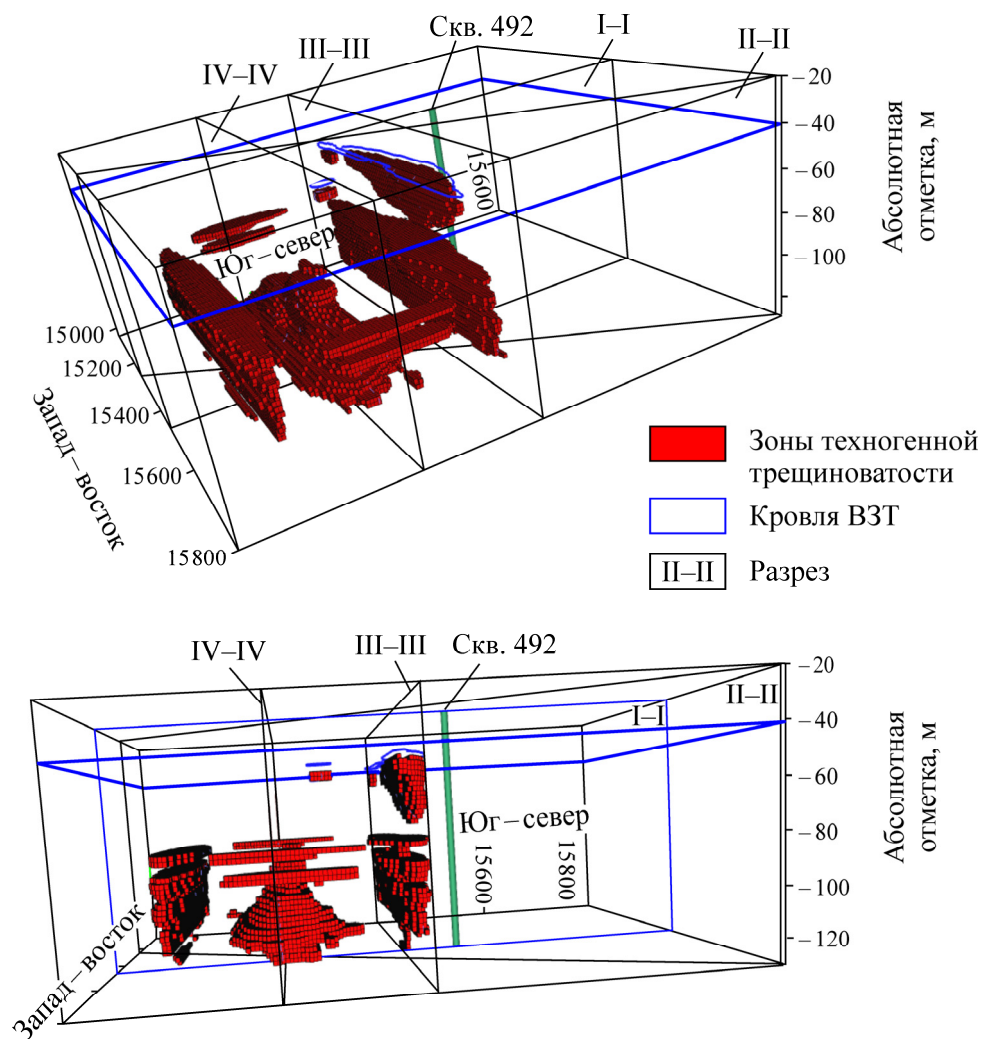 Скв. 492
I–I
II–II
III–III
IV–IV
–20
–40
–60
–80
–100
Абсолютная
отметка, м
15600
Юг–север
15000
15200
15400
15600
15800
Запад–восток
Зоны техногенной
трещиноватости
Кровля ВЗТ
II–II Разрез
IV–IV
III–III
Скв. 492
I–I
II–II
–20
–40
–60
–80
–100
–120
Абсолютная
отметка, м
Юг–север
15600
15800
Запад–восток